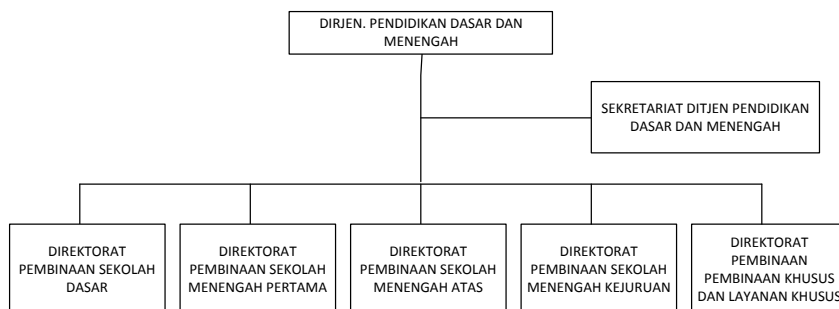 DIRJEN. PENDIDIKAN DASAR DAN
MENENGAH
SEKRETARIAT DITJEN PENDIDIKAN
DASAR DAN MENENGAH
DIREKTORAT
PEMBINAAN SEKOLAH
DASAR
DIREKTORAT
PEMBINAAN SEKOLAH
MENENGAH PERTAMA
DIREKTORAT
PEMBINAAN SEKOLAH
MENENGAH ATAS
DIREKTORAT
PEMBINAAN SEKOLAH
MENENGAH KEJURUAN
DIREKTORAT
PEMBINAAN
PEMBINAAN KHUSUS
DAN LAYANAN KHUSUS